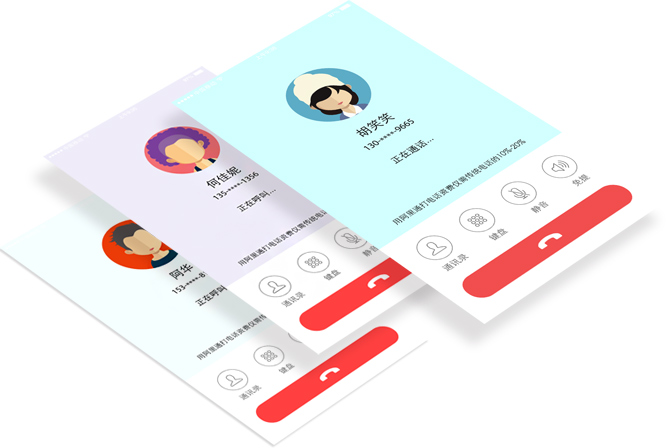 胡笑笑
130-****-9665
正在通话...
用阿里通打电话资费仅需传统电话的10%-20%
通讯录
键盘
静音
免提
何佳妮
135-****-1356
正在呼叫...
用阿里通打电话资费仅需传统电话
通讯录
键盘
静音
阿华
153-****-8
正在呼叫
用阿里通打电话资费仅需传统
通讯录
键盘